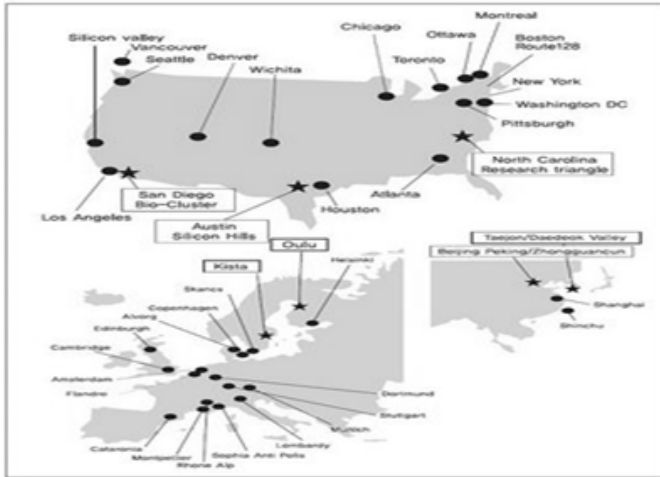 Montreal
Chicago
Ottawa
Silicon valley
Vancouver
Boston
Route128
Seattle
Denver
Toronto
Wichita
New York
Washington DC
Pittsburgh
North Carolina
Research triangle
San Diego
Bio-Cluster
Atlanta
Los Angeles
Houston
Austin
Silicon Hills
Oulu
Taejon/Daedeok Valley
Beijing Peking/Zhongguancun
Helsinki
Kista
Skance
Copenhagen
Alvorg
Edinburgh
Shanghai
Shinchu
Cambridge
Amsterdam
Flandre
Dormund
Stuttgart
Munich
Lombardy
Cataronia
Montpelier
Sophia Anti Polis
Rhone Alp